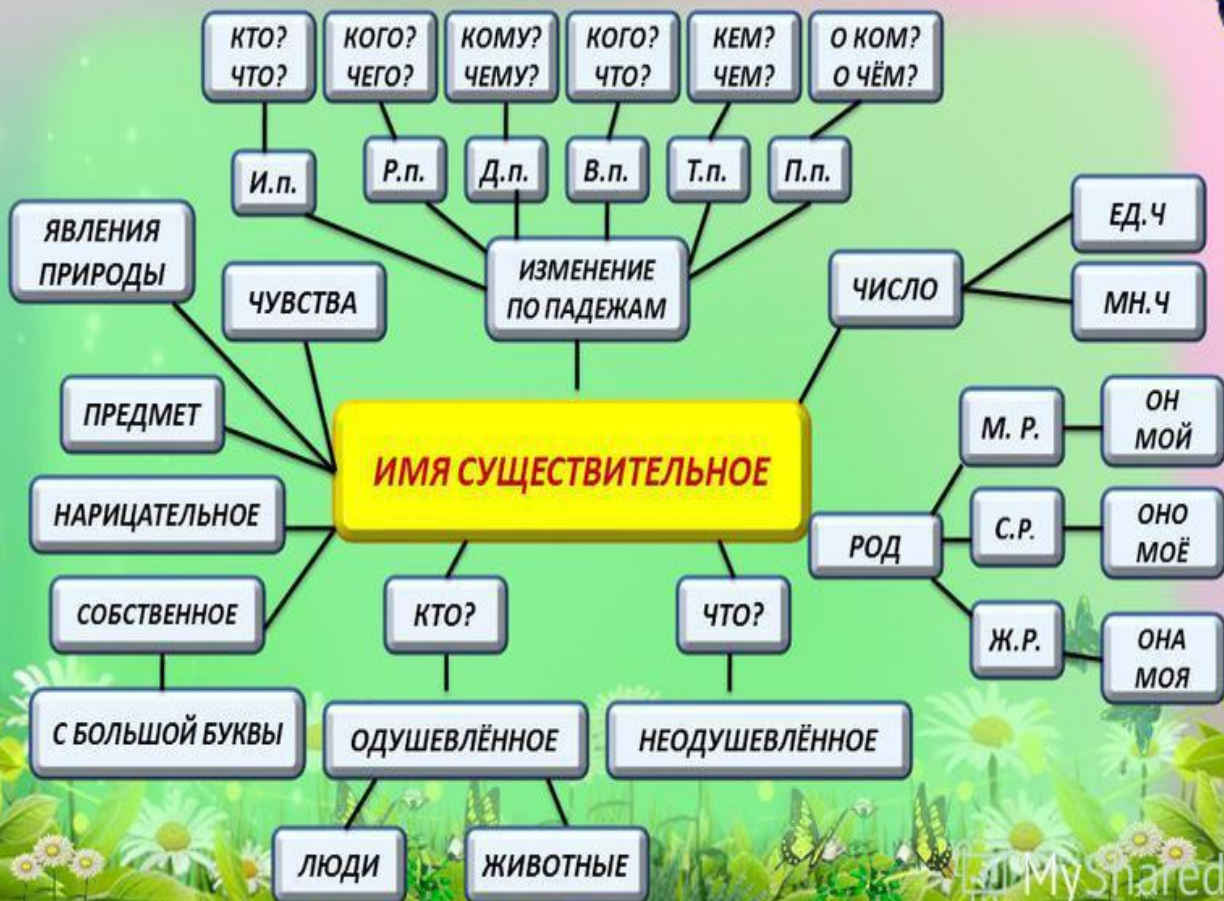 КТО?
ЧТО?
КОГО?
ЧЕГО?
КОМУ?
ЧЕМУ?
КОГО?
ЧТО?
КЕМ?
ЧЕМ?
О КОМ?
О ЧЁМ?
И.п.
Р.п.
Д.п.
В.п.
Т.п.
П.п.
ЯВЛЕНИЯ
ПРИРОДЫ
ЧУВСТВА
ИЗМЕНЕНИЕ
ПО ПАДЕЖАМ
ЧИСЛО
ЕД.Ч
МН.Ч
ПРЕДМЕТ
ИМЯ СУЩЕСТВИТЕЛЬНОЕ
М. Р.
ОН
МОЙ
НАРИЦАТЕЛЬНОЕ
РОД
С.Р.
ОНО
МОЁ
СОБСТВЕННОЕ
КТО?
ЧТО?
Ж.Р.
ОНА
МОЯ
С БОЛЬШОЙ БУКВЫ
ОДУШЕВЛЁННОЕ
НЕОДУШЕВЛЁННОЕ
ЛЮДИ
ЖИВОТНЫЕ
MyShared